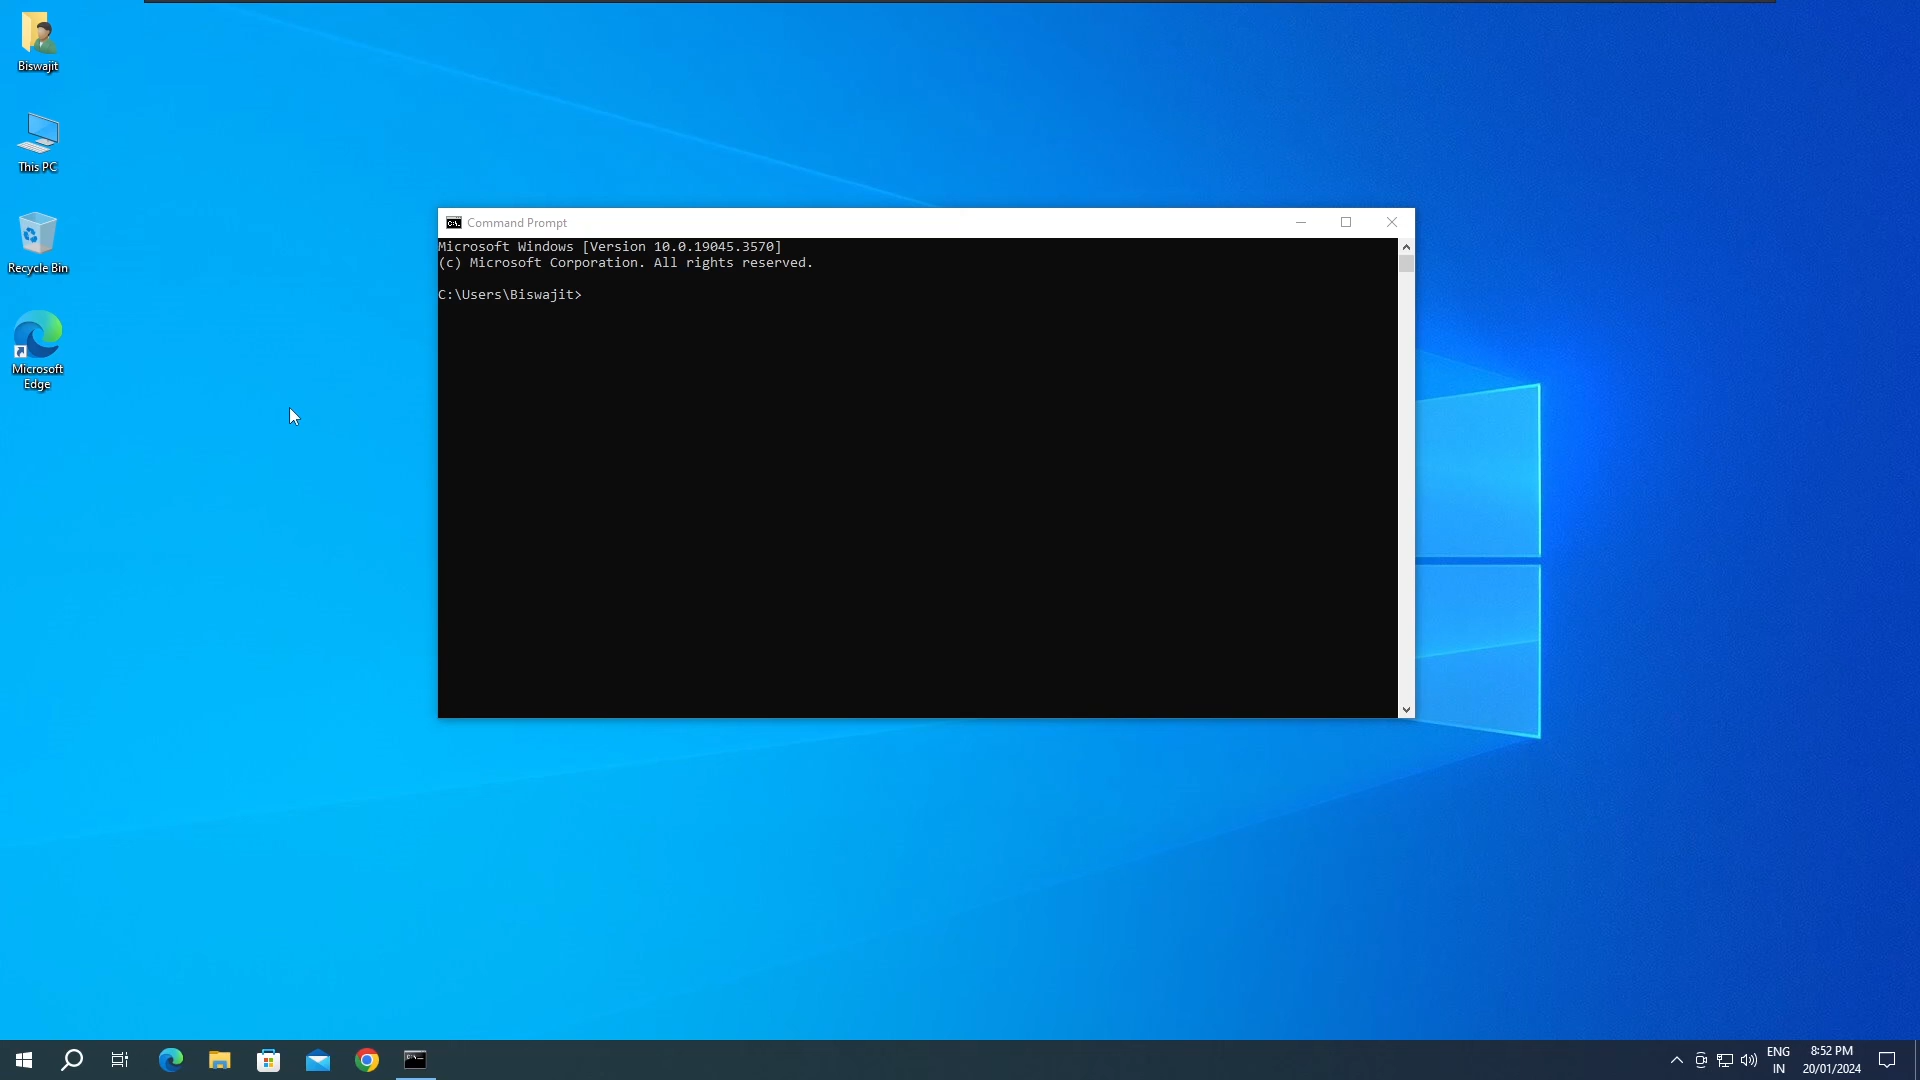 Biswajit
This PC
Recycle Bin
Microsoft
Edge
Command Prompt
Microsoft Windows [Version 10.0.19045.3570]
(c) Microsoft Corporation. All rights reserved.
C:\Users\Biswajit>
ENG
IN
8:52 PM
20/01/2024